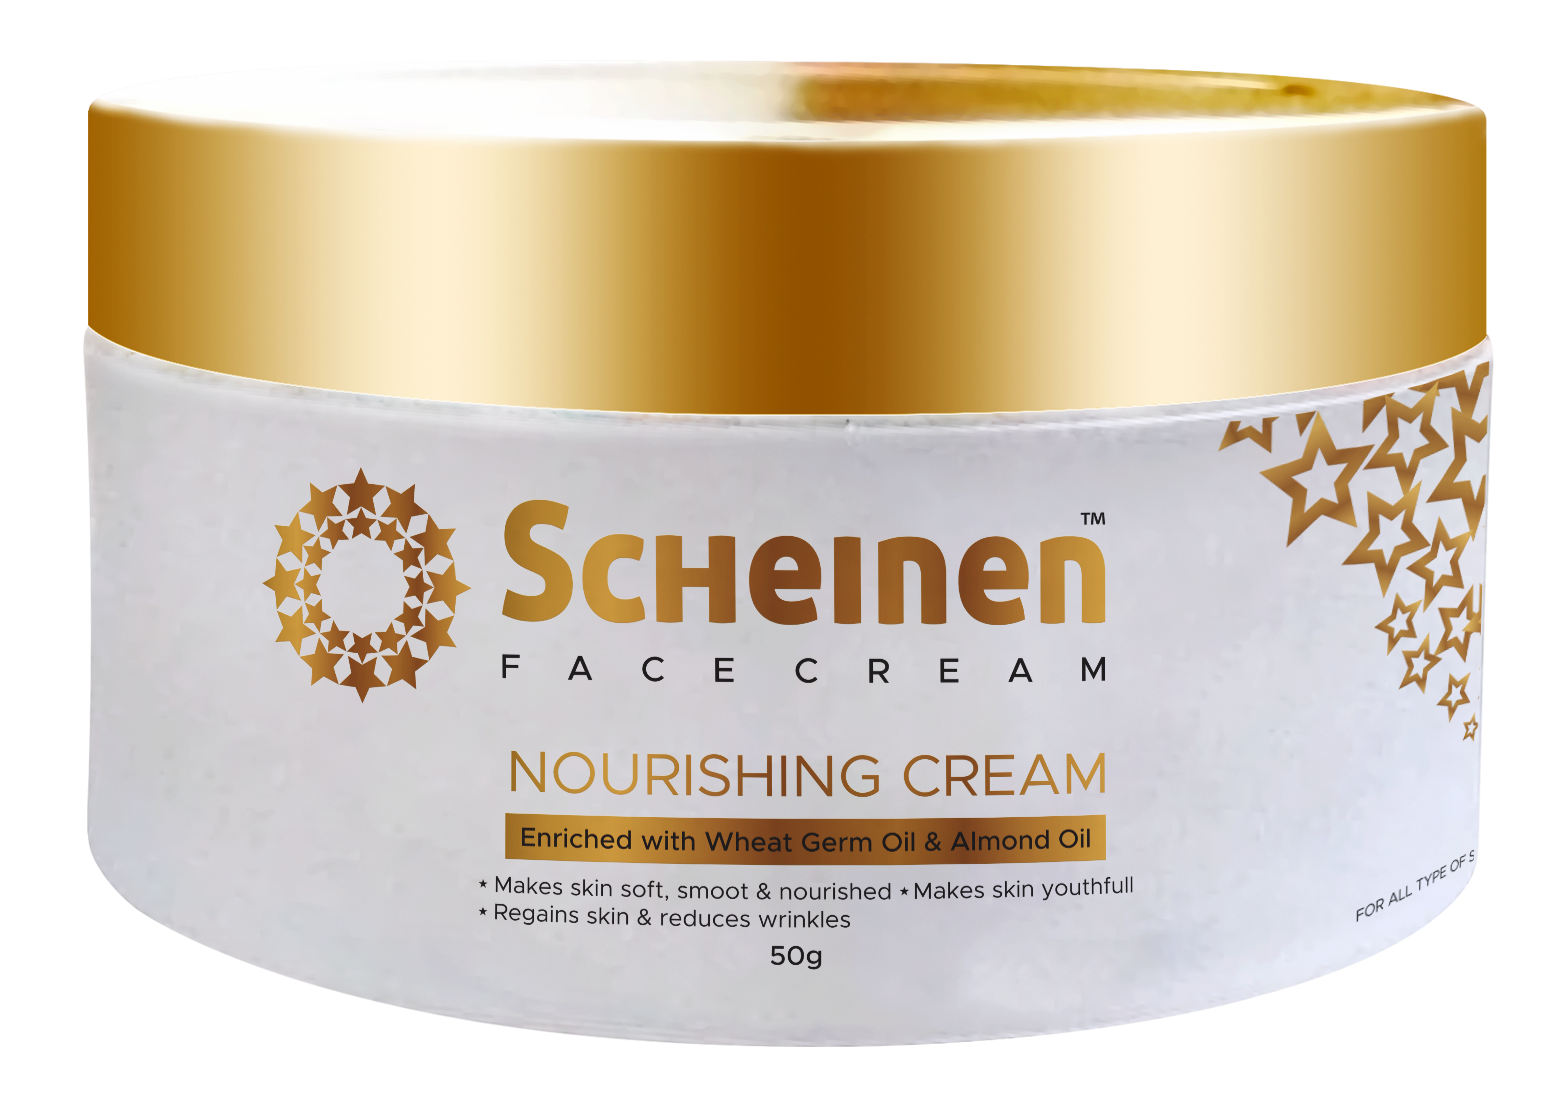 Scheinen™
FACE CREAM
NOURISHING CREAM
Enriched with Wheat Germ Oil & Almond Oil
★ Makes skin soft, smoot & nourished ★ Makes skin youthfull
★ Regains skin & reduces wrinkles
50g
FOR ALL TYPE OF S